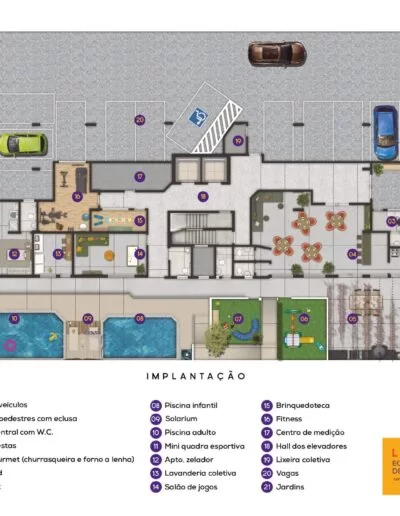 20
19
17
18
16
15
03
12
13
14
04
10
09
08
07
06
05
IMPLANTAÇÃO
veículos
pedestres com eclusa
entral com W.C.
estas
urmet (churrasqueira e forno a lenha)
08 Piscina infantil
09 Solarium
10 Piscina adulto
11 Mini quadra esportiva
12 Apto. zelador
13 Lavanderia coletiva
14 Salão de jogos
15 Brinquedoteca
16 Fitness
17 Centro de medição
18 Hall dos elevadores
19 Lixeira coletiva
20 Vagas
21 Jardins
L
EC
DE